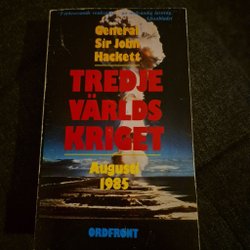 General
Sir John
Hackett
TREDJE
VÄRLDS
KRIGET
Augusti
1985
ORDFRONT